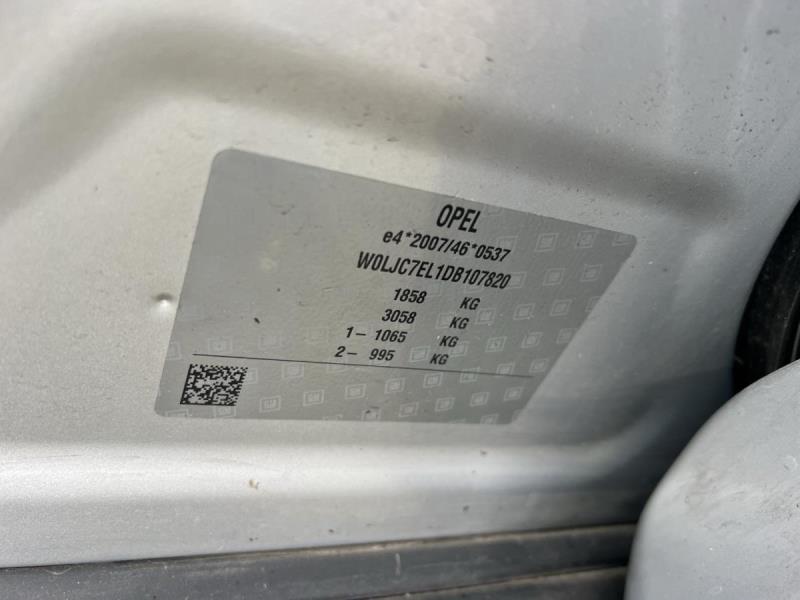 OPEL
e4*2007/46*0537
W0LJC7EL1DB107820
1858 KG
3058 KG
1- 1065 KG
2- 995 KG